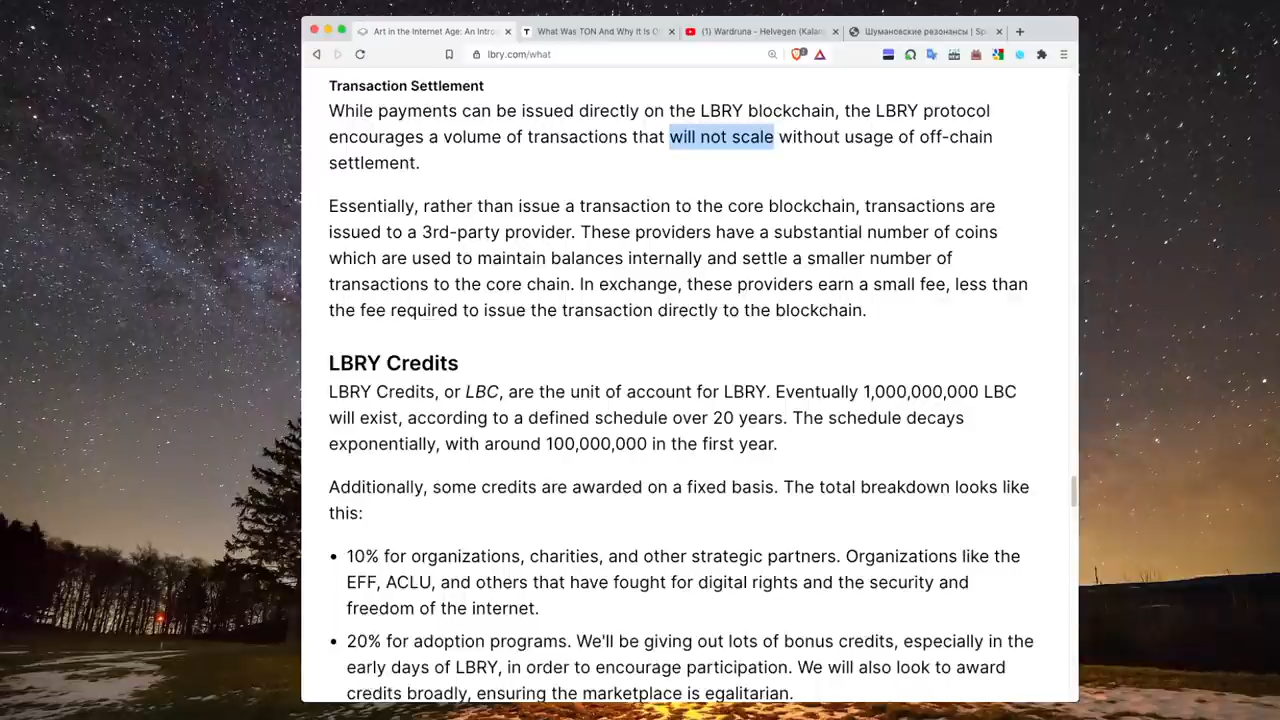 Art in the Internet Age: An Intro
What Was TON And Why It Is O
(1) Wardruna - Helvegen (Kalan
Шумановские резонансы | Sp
lbry.com/what
Transaction Settlement
While payments can be issued directly on the LBRY blockchain, the LBRY protocol
encourages a volume of transactions that will not scale without usage of off-chain
settlement.
Essentially, rather than issue a transaction to the core blockchain, transactions are
issued to a 3rd-party provider. These providers have a substantial number of coins
which are used to maintain balances internally and settle a smaller number of
transactions to the core chain. In exchange, these providers earn a small fee, less than
the fee required to issue the transaction directly to the blockchain.
LBRY Credits
LBRY Credits, or LBC, are the unit of account for LBRY. Eventually 1,000,000,000 LBC
will exist, according to a defined schedule over 20 years. The schedule decays
exponentially, with around 100,000,000 in the first year.
Additionally, some credits are awarded on a fixed basis. The total breakdown looks like
this:
• 10% for organizations, charities, and other strategic partners. Organizations like the
EFF, ACLU, and others that have fought for digital rights and the security and
freedom of the internet.
• 20% for adoption programs. We'll be giving out lots of bonus credits, especially in the
early days of LBRY, in order to encourage participation. We will also look to award
credits broadly, ensuring the marketplace is egalitarian.